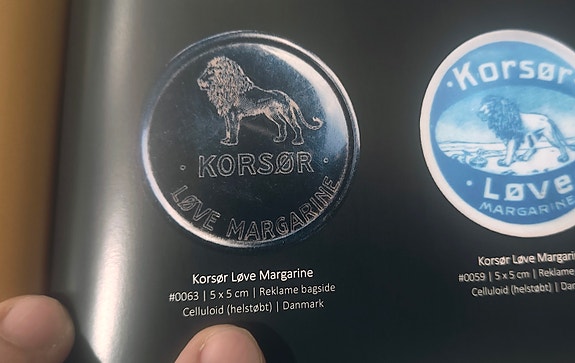 · KORSØR ·
LØVE MARGARINE
Korsør Løve Margarine
#0063 | 5 x 5 cm | Reklame bagside
Celluloid (helstøbt) | Danmark
· Korsør
· Løve
MARGARINE
Korsør Løve
#0059 | 5 x 5 cm | Reklame
Celluloid (helstøbt) |